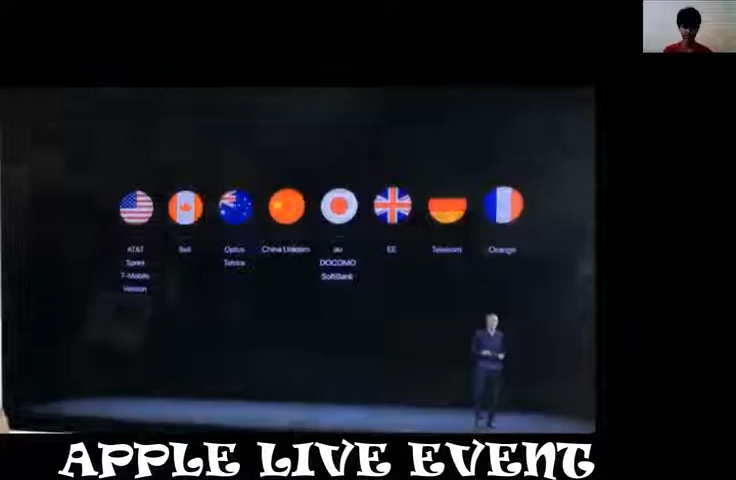 AT&T Bell Optus China Unicom au EE Telekom Orange
Sprint Telstra DOCOMO
T-Mobile SoftBank
Verizon
APPLE LIVE EVENT